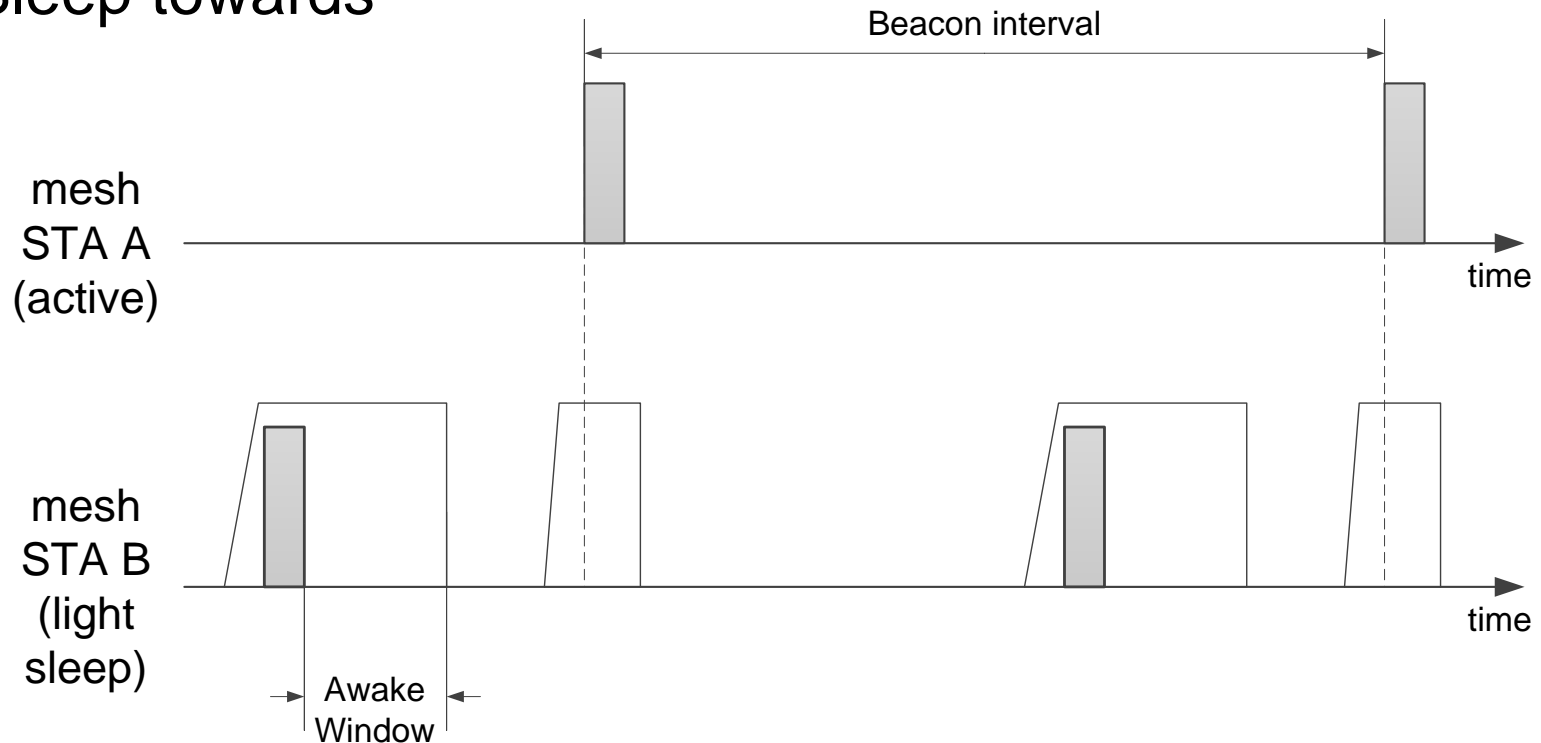 Sleep towards
Beacon interval
mesh
STA A
(active)
time
mesh
STA B
(light
sleep)
time
Awake
Window